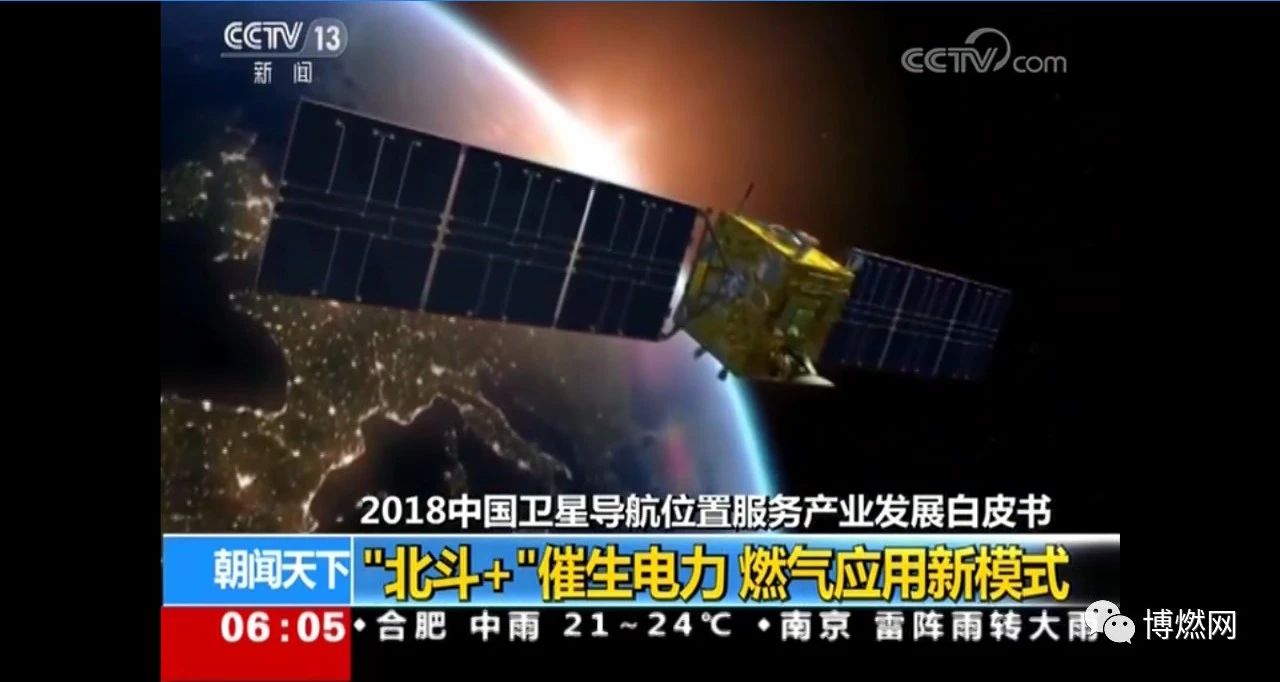 CCTV 13
新闻
CCTV com
2018中国卫星导航位置服务产业发展白皮书
朝闻天下
"北斗+"催生电力 燃气应用新模式
06:05
•合肥 中雨 21~24℃ •南京 雷阵雨转大雨
博燃网